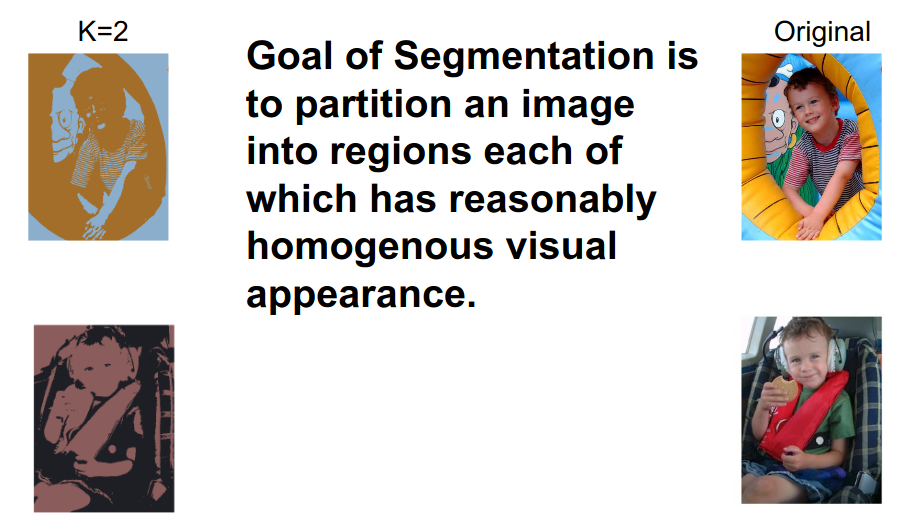 K=2
Original
Goal of Segmentation is
to partition an image
into regions each of
which has reasonably
homogenous visual
appearance.